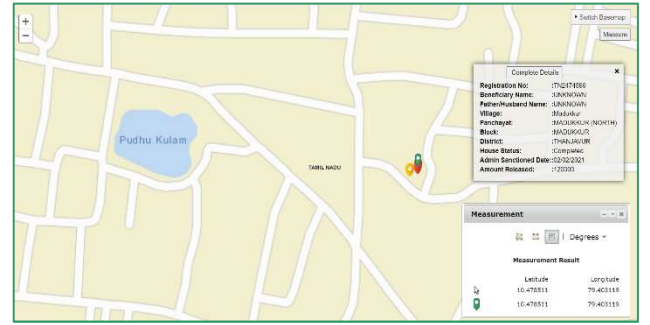 +
−
Switch Basemap
Measure
Pudhu Kulam
TAMIL NADU
Complete Details
Registration No: :TN2474988
Beneficiary Name: :UNKNOWN
Father/Husband Name: :UNKNOWN
Village: :Madukkur
Panchayat: :MADUKKUR (NORTH)
Block: :MADUKKUR
District: :THANJAVUR
House Status: :Completed
Admin Sanctioned Date: :02/02/2021
Amount Released: :120000
Measurement
Degrees
Measurement Result
Latitude Longitude
10.478511 79.403119
10.478511 79.403119